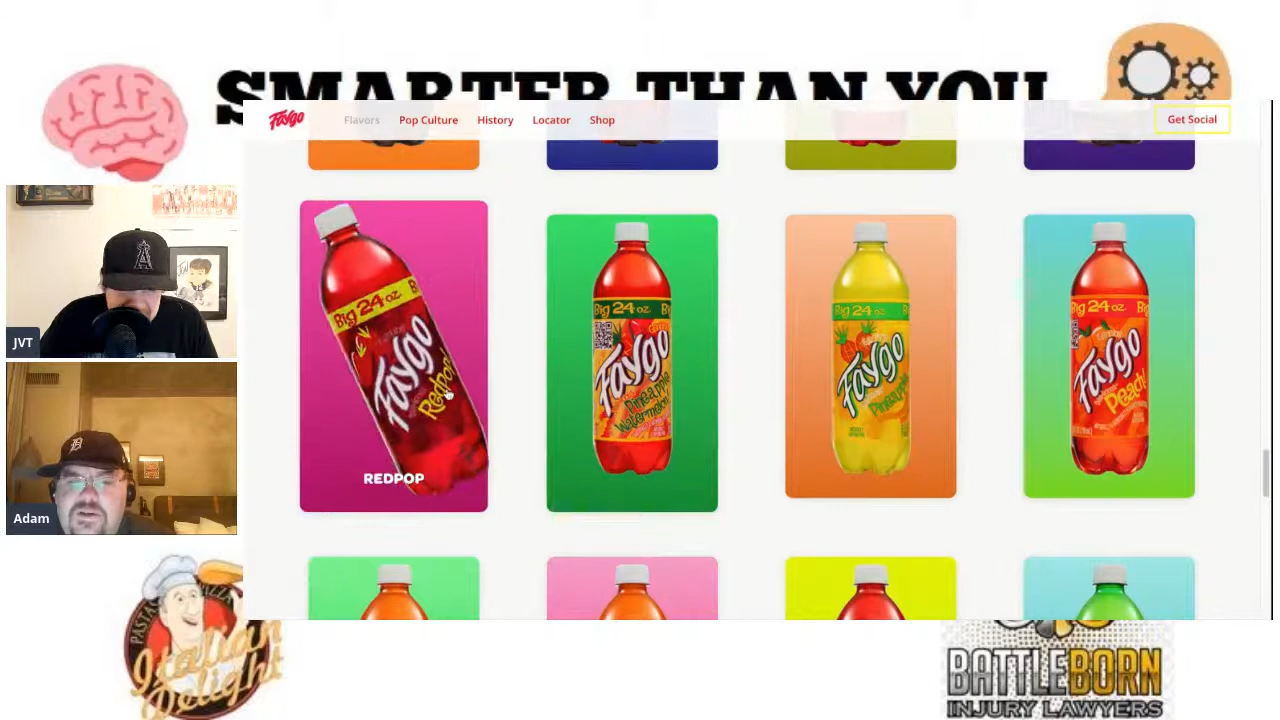 SMARTER THAN YOU
Faygo
Flavors
Pop Culture
History
Locator
Shop
Get Social
JVT
Adam
Big 24 oz.
Faygo
Redpop!
REDPOP
Big 24 oz.
Faygo
Pineapple
Watermelon
Big 24 oz.
Faygo
Pineapple
Big 24 oz.
Faygo
Peach!
PASTA PIZZA
Italian
Delight
BATTLEBORN
INJURY LAWYERS